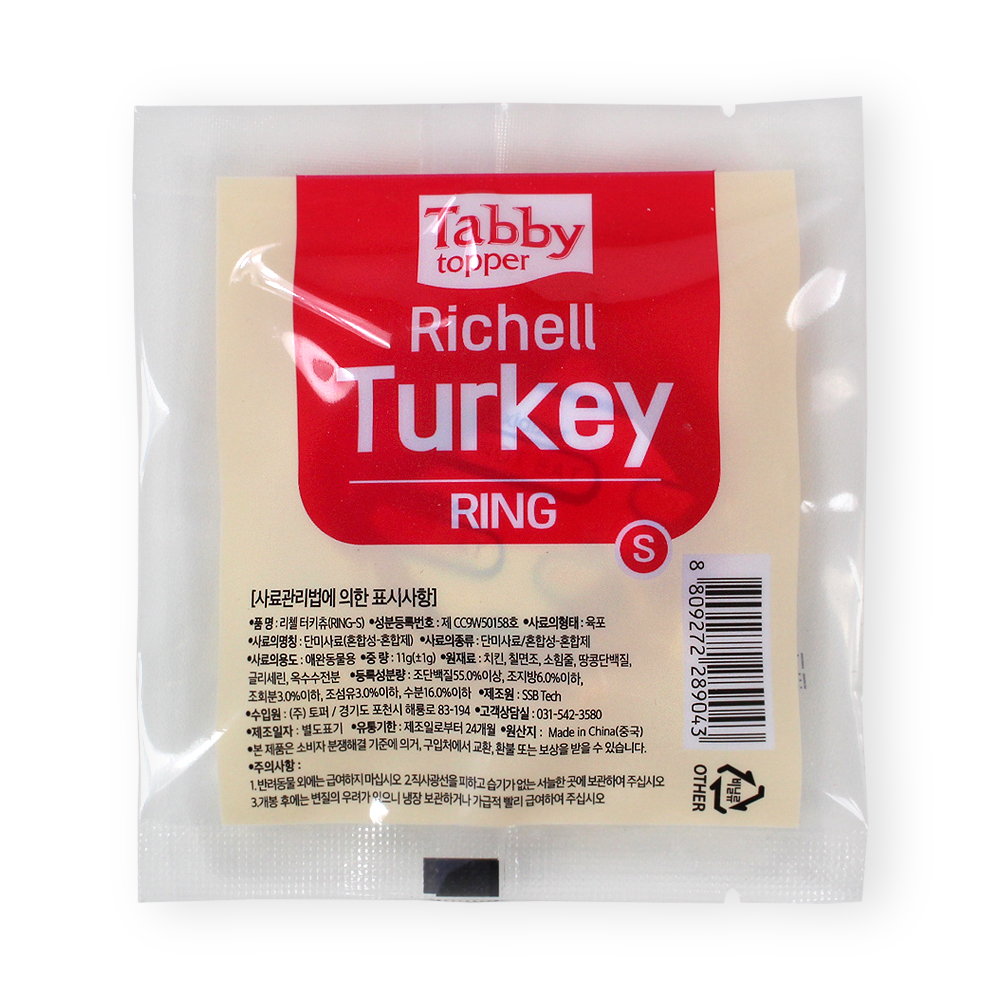 Tabby
topper
Richell
Turkey
RING
S
[사료관리법에 의한 표시사항]
•품 명 : 리첼 터키츄(RING-S) •성분등록번호 : 제 CC9W50158호 •사료의형태 : 육포
•사료의명칭 : 단미사료(혼합성-혼합제) •사료의종류 : 단미사료/혼합성-혼합제
•사료의용도 : 애완동물용 •중 량 : 11g(±1g) •원재료 : 치킨, 칠면조, 소힘줄, 땅콩단백질,
글리세린, 옥수수전분 •등록성분량 : 조단백질55.0%이상, 조지방6.0%이하,
조회분3.0%이하, 조섬유3.0%이하, 수분16.0%이하 •제조원 : SSB Tech
•수입원 : (주) 토퍼 / 경기도 포천시 해룡로 83-194 •고객상담실 : 031-542-3580
•제조일자 : 별도표기 •유통기한 : 제조일로부터 24개월 •원산지 : Made in China(중국)
•본 제품은 소비자 분쟁해결 기준에 의거, 구입처에서 교환, 환불 또는 보상을 받을 수 있습니다.
•주의사항 :
1.반려동물 외에는 급여하지 마십시오 2.직사광선을 피하고 습기가 없는 서늘한 곳에 보관하여 주십시오
3.개봉 후에는 변질의 우려가 있으니 냉장 보관하거나 가급적 빨리 급여하여 주십시오
8 809272 289043
비닐류
OTHER